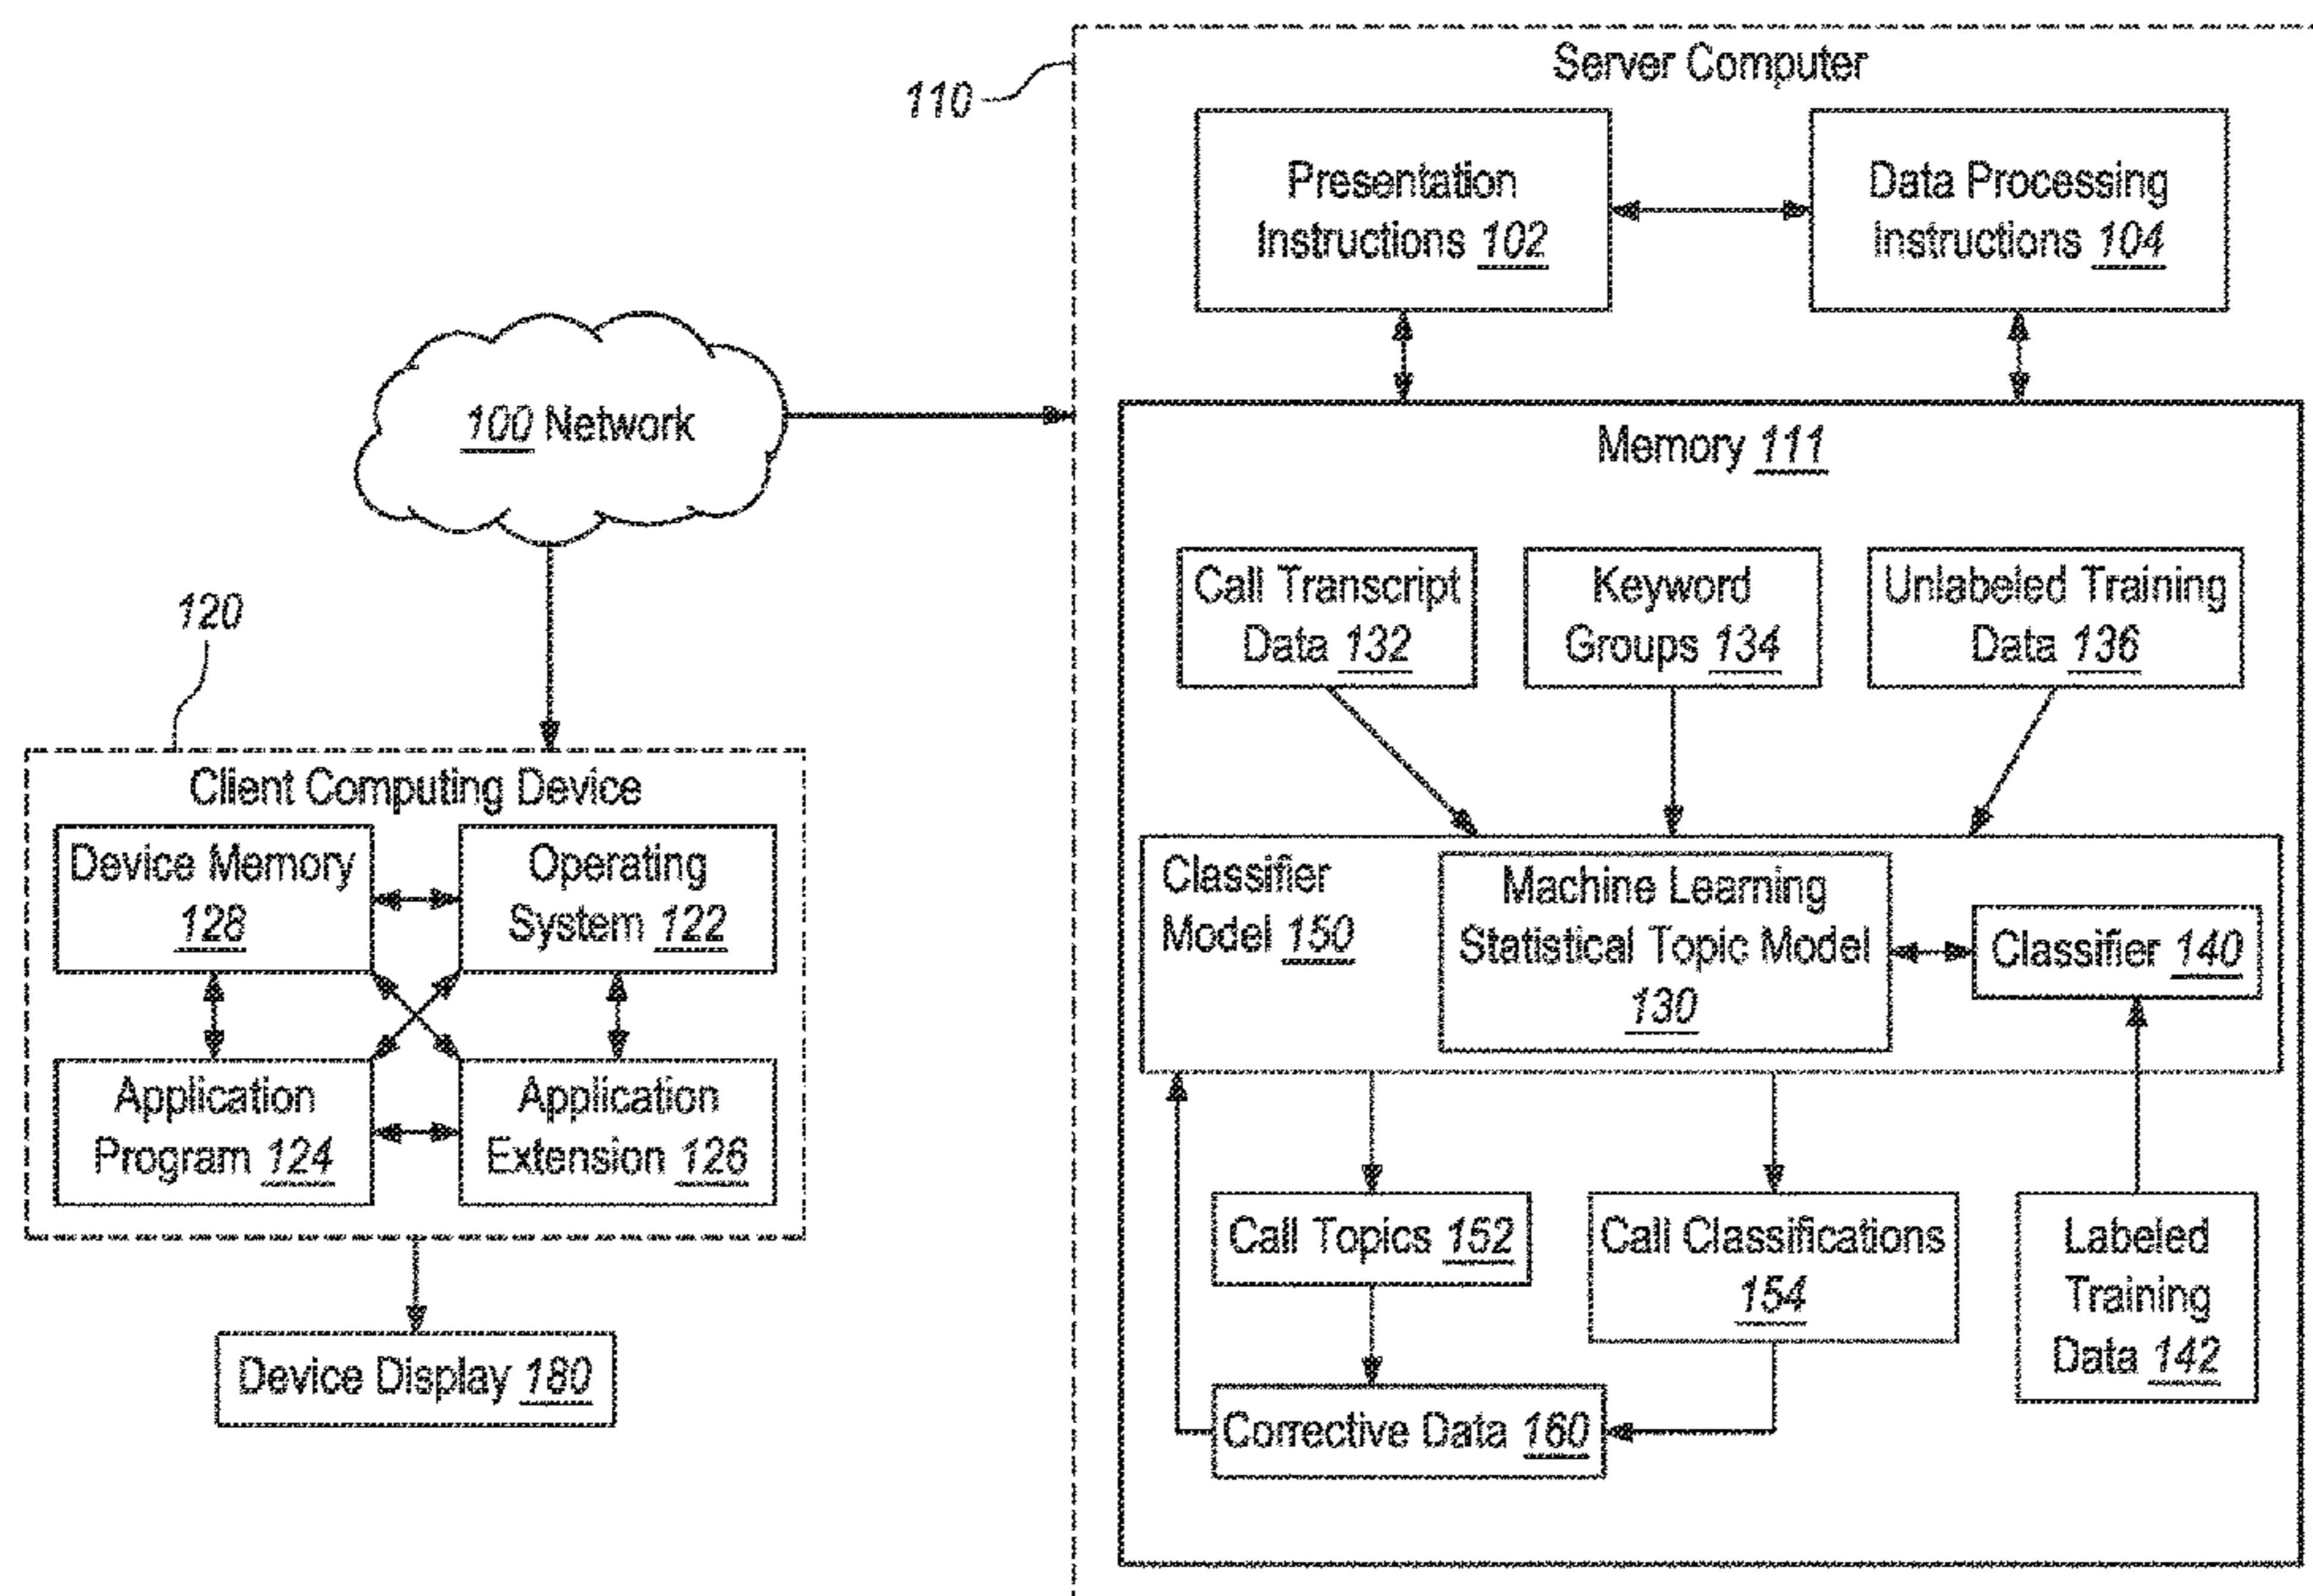 110
Server Computer
Presentation
Instructions 102
Data Processing
Instructions 104
100 Network
Memory 111
Call Transcript
Data 132
Keyword
Groups 134
Unlabeled Training
Data 136
120
Client Computing Device
Device Memory
128
Operating
System 122
Application
Program 124
Application
Extension 126
Device Display 180
Classifier
Model 150
Machine Learning
Statistical Topic Model
130
Classifier 140
Call Topics 152
Call Classifications
154
Labeled
Training
Data 142
Corrective Data 160